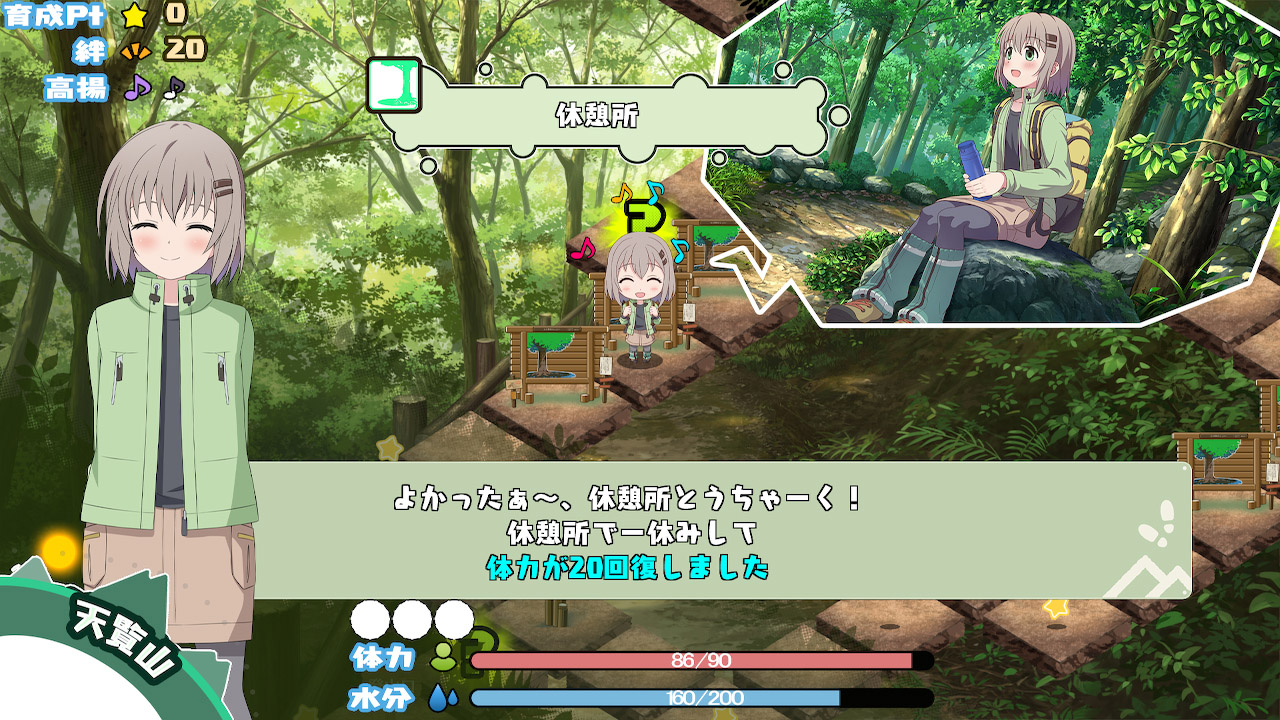 育成Pt 0
絆 20
高揚
休憩所
よかったぁ～、休憩所とうちゃーく！
休憩所で一休みして
体力が20回復しました
天覧山
体力 86/90
水分 160/200